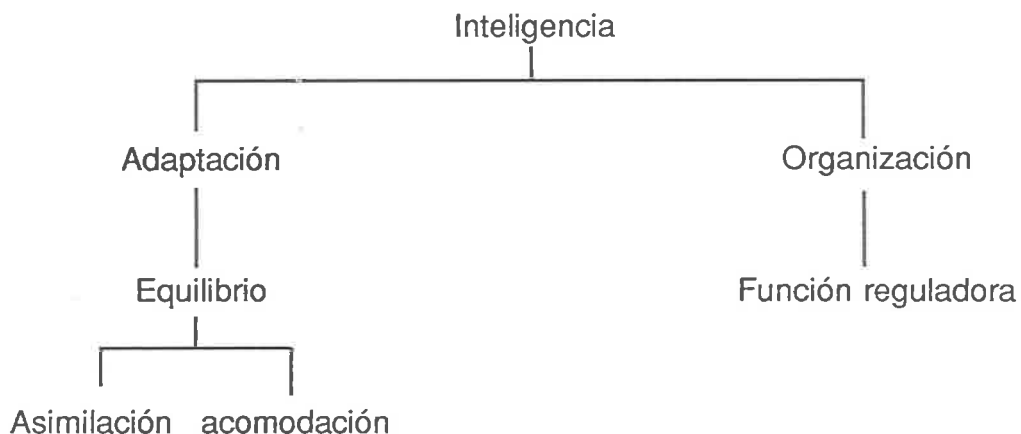 Inteligencia
Adaptación Organización
Equilibrio Función reguladora
Asimilación acomodación